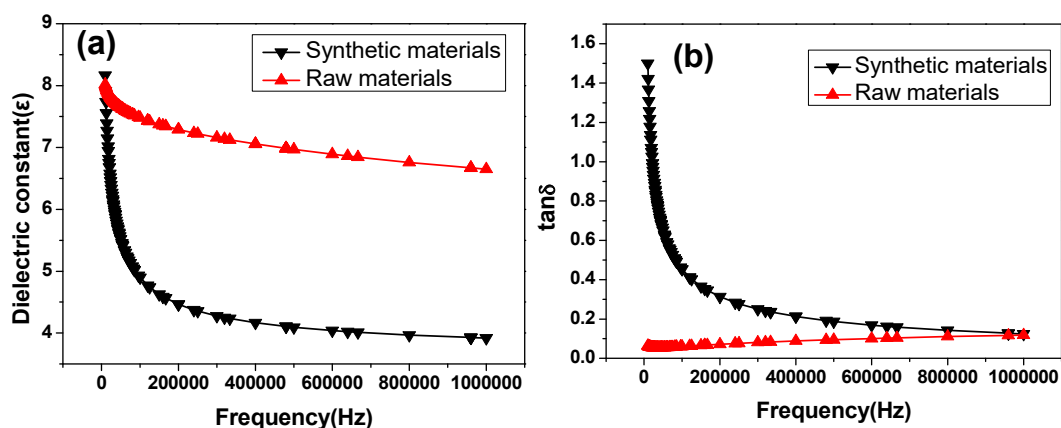 (a)
Synthetic materials
Raw materials
Dielectric constant(ε)
9
8
7
6
5
4
0 200000 400000 600000 800000 1000000
Frequency(Hz)
(b)
Synthetic materials
Raw materials
tanδ
1.6
1.4
1.2
1.0
0.8
0.6
0.4
0.2
0.0
0 200000 400000 600000 800000 1000000
Frequency(Hz)